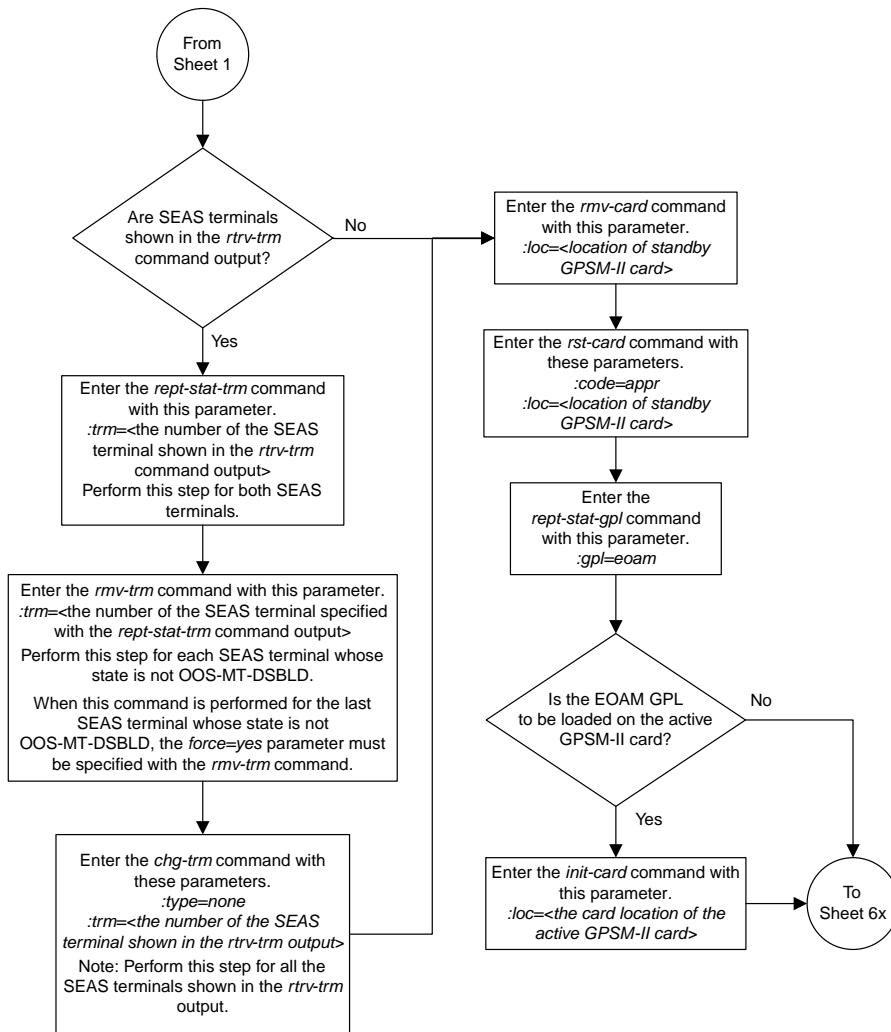 From
Sheet 1
Are SEAS terminals
shown in the rtrv-trm
command output?
No
Yes
Enter the rept-stat-trm command
with this parameter.
:trm=<the number of the SEAS
terminal shown in the rtrv-trm
command output>
Perform this step for both SEAS
terminals.
Enter the rmv-trm command with this parameter.
:trm=<the number of the SEAS terminal specified
with the rept-stat-trm command output>
Perform this step for each SEAS terminal whose
state is not OOS-MT-DSBLD.
When this command is performed for the last
SEAS terminal whose state is not
OOS-MT-DSBLD, the force=yes parameter must
be specified with the rmv-trm command.
Enter the chg-trm command with
these parameters.
:type=none
:trm=<the number of the SEAS
terminal shown in the rtrv-trm output>
Note: Perform this step for all the
SEAS terminals shown in the rtrv-trm
output.
Enter the rmv-card command
with this parameter.
:loc=<location of standby
GPSM-II card>
Enter the rst-card command with
these parameters.
:code=appr
:loc=<location of standby
GPSM-II card>
Enter the
rept-stat-gpl command
with this parameter.
:gpl=eoam
Is the EOAM GPL
to be loaded on the active
GPSM-II card?
No
Yes
Enter the init-card command with
this parameter.
:loc=<the card location of the
active GPSM-II card>
To
Sheet 6x